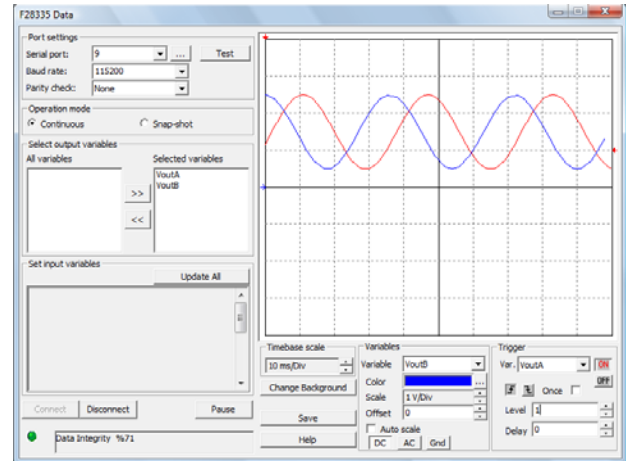 F28335 Data
Port settings
Serial port: 9 ... Test
Baud rate: 115200
Parity check: None
Operation mode
Continuous Snap-shot
Select output variables
All variables Selected variables
VoutA
VoutB
>>
<<
Set input variables
Update All
Connect Disconnect Pause
Data Integrity %71
Timebase scale
10 ms/Div
Change Background
Save
Help
Variables
Variable VoutB
Color ...
Scale 1 V/Div
Offset 0
Auto scale
DC AC Gnd
Trigger
Var. VoutA ON
OFF
Once
Level 1
Delay 0